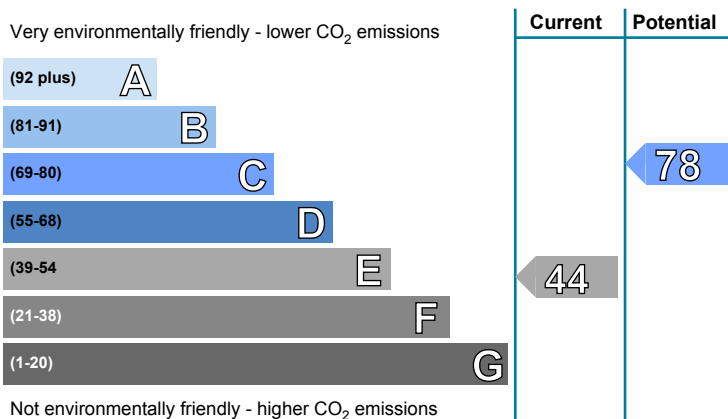 Very environmentally friendly - lower CO2 emissions
Current
Potential
(92 plus) A
(81-91) B
(69-80) C
78
(55-68) D
(39-54 E
44
(21-38) F
(1-20) G
Not environmentally friendly - higher CO2 emissions